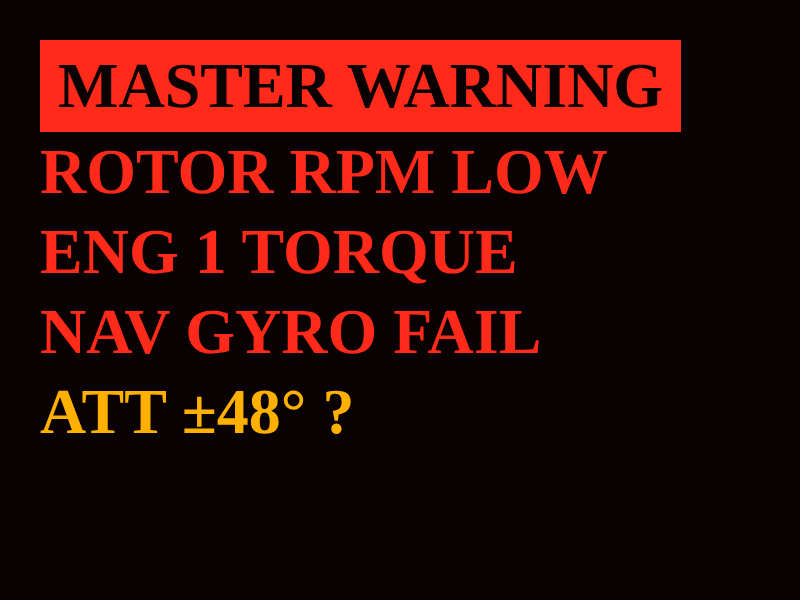 MASTER WARNING
ROTOR RPM LOW
ENG 1 TORQUE
NAV GYRO FAIL
ATT ±48° ?